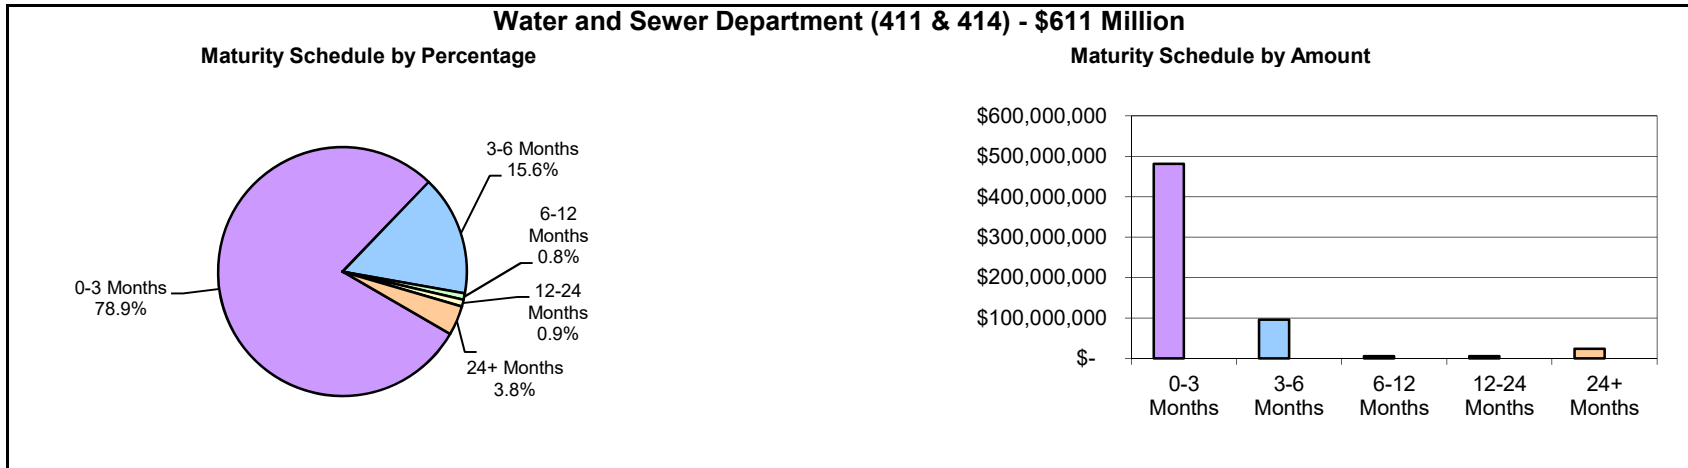 Water and Sewer Department (411 & 414) - $611 Million
Maturity Schedule by Percentage
3-6 Months
15.6%
6-12
Months
0.8%
0-3 Months
78.9%
12-24
Months
0.9%
24+ Months
3.8%
Maturity Schedule by Amount
$600,000,000
$500,000,000
$400,000,000
$300,000,000
$200,000,000
$100,000,000
$-
0-3
Months
3-6
Months
6-12
Months
12-24
Months
24+
Months